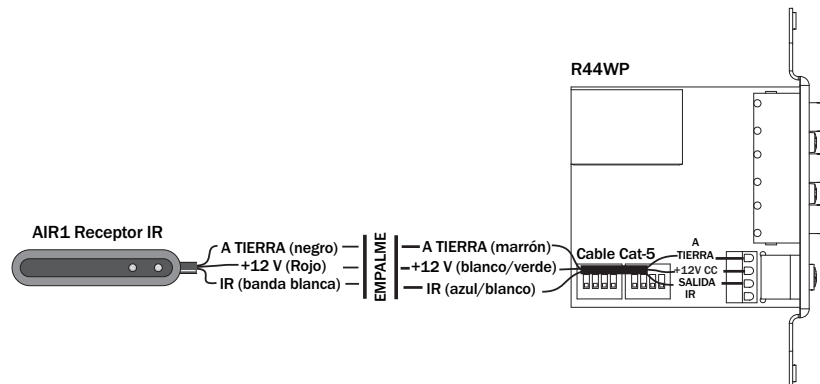 R44WP
AIR1 Receptor IR
A TIERRA (negro)
+12 V (Rojo)
IR (banda blanca)
EMPALME
A TIERRA (marrón)
+12 V (blanco/verde)
IR (azul/blanco)
Cable Cat-5
A
TIERRA
+12V CC
SALIDA
IR